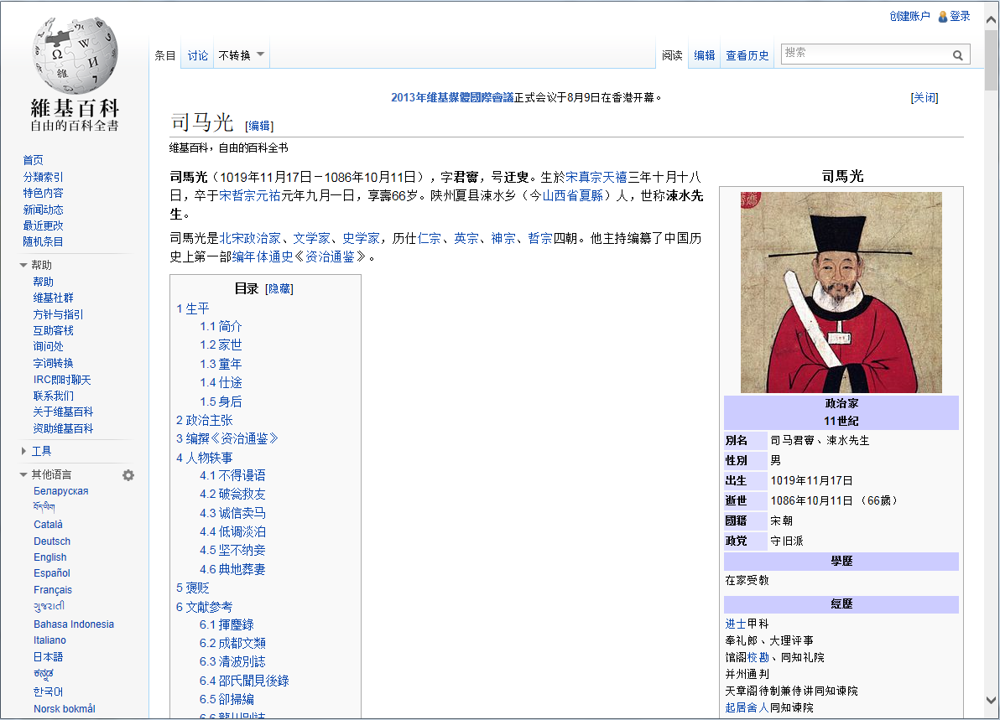 创建账户 登录
条目 讨论 不转换 阅读 编辑 查看历史 搜索
維基百科
自由的百科全書
2013年維基媒體國際會議正式会议于8月9日在香港开幕。 [关闭]
司马光 [编辑]
维基百科，自由的百科全书
首页
分類索引
特色内容
新闻动态
最近更改
随机条目
帮助
帮助
维基社群
方针与指引
互助客栈
询问处
字词转换
IRC即时聊天
联系我们
关于维基百科
资助维基百科
工具
其他语言
Беларуская
བོད་ཡིག
Català
Deutsch
English
Español
Français
ગુજરાતી
Bahasa Indonesia
Italiano
日本語
ಕನ್ನಡ
한국어
Norsk bokmål
司馬光（1019年11月17日－1086年10月11日），字君實，号迂叟。生於宋真宗天禧三年十月十八
日，卒于宋哲宗元祐元年九月一日，享壽66岁。陕州夏县涑水乡（今山西省夏縣）人，世称涑水先
生。
司馬光是北宋政治家、文学家、史学家，历仕仁宗、英宗、神宗、哲宗四朝。他主持编纂了中国历
史上第一部编年体通史《资治通鉴》。
目录 [隐藏]
1 生平
1.1 简介
1.2 家世
1.3 童年
1.4 仕途
1.5 身后
2 政治主张
3 编撰《资治通鉴》
4 人物轶事
4.1 不得谩语
4.2 破瓮救友
4.3 诚信卖马
4.4 低调淡泊
4.5 坚不纳妾
4.6 典地葬妻
5 褒贬
6 文献参考
6.1 揮塵錄
6.2 成都文類
6.3 清波別誌
6.4 邵氏聞見後錄
6.5 卻掃編
6.6 龍川別誌
司馬光
政治家
11世紀
別名 司马君實、涑水先生
性別 男
出生 1019年11月17日
逝世 1086年10月11日 （66歲）
國籍 宋朝
政党 守旧派
學歷
在家受教
經歷
进士甲科
奉礼郎、大理评事
馆阁校勘、同知礼院
并州通判
天章阁待制兼侍讲同知谏院
起居舍人同知谏院